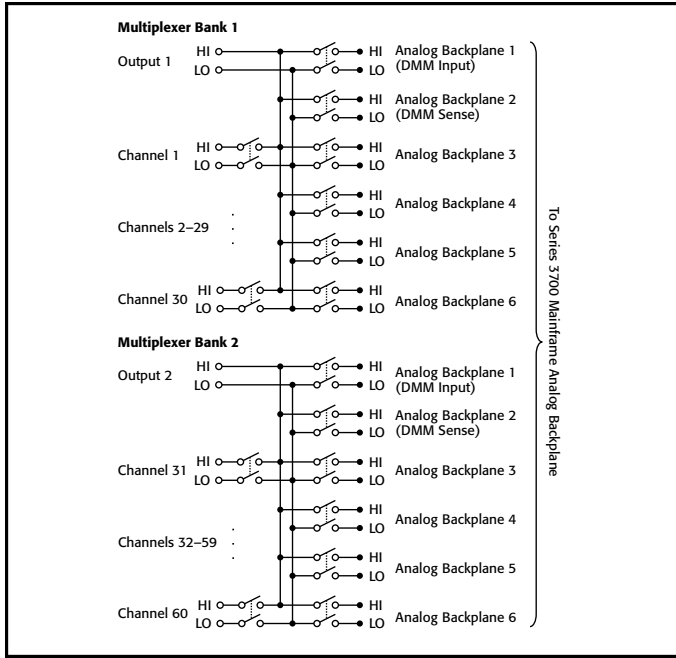 Multiplexer Bank 1
Output 1
HI
LO
HI Analog Backplane 1
LO (DMM Input)
HI Analog Backplane 2
LO (DMM Sense)
Channel 1
HI
LO
HI
LO
Analog Backplane 3
HI
LO
Analog Backplane 4
Channels 2–29
HI
LO
Analog Backplane 5
Channel 30
HI
LO
HI
LO
Analog Backplane 6
Multiplexer Bank 2
Output 2
HI
LO
HI Analog Backplane 1
LO (DMM Input)
HI Analog Backplane 2
LO (DMM Sense)
Channel 31
HI
LO
HI
LO
Analog Backplane 3
HI
LO
Analog Backplane 4
Channels 32–59
HI
LO
Analog Backplane 5
Channel 60
HI
LO
HI
LO
Analog Backplane 6
To Series 3700 Mainframe Analog Backplane